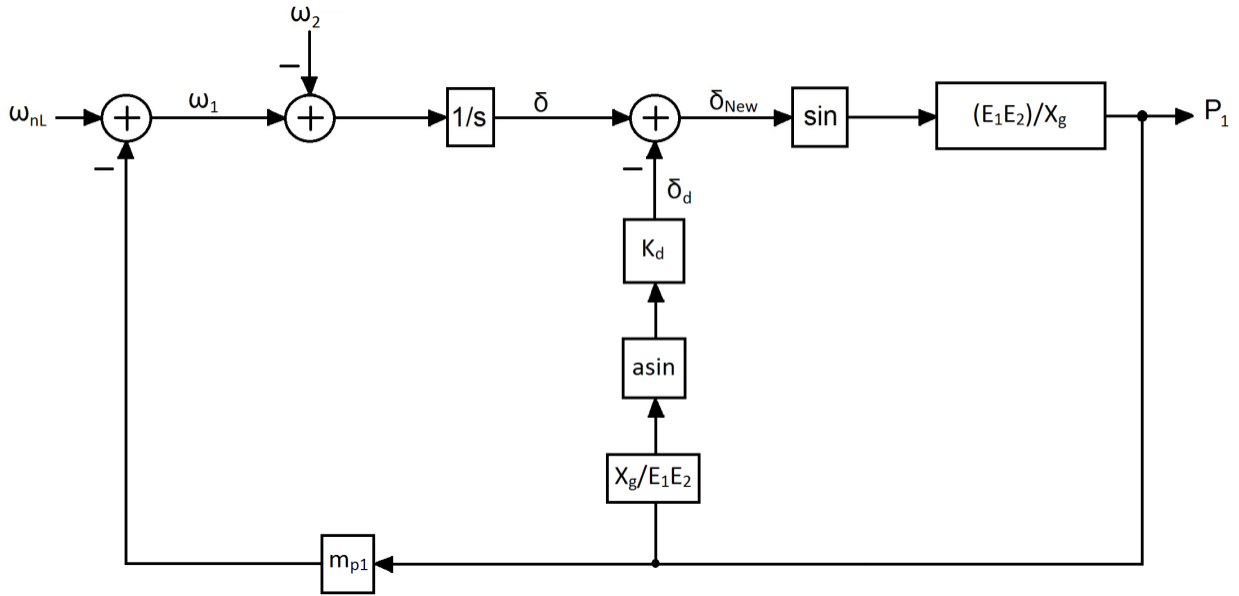 ω₂
–
ωnL
+
ω₁
+
1/s
δ
+
δNew
sin
(E₁E₂)/Xg
P₁
–
–
δd
Kd
asin
Xg/E₁E₂
mp1